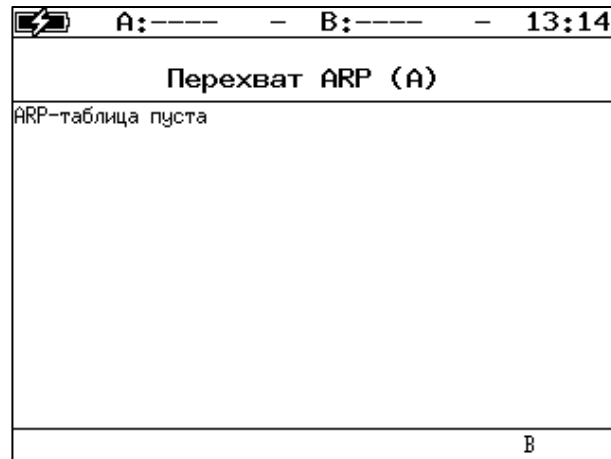 A:---- - B:---- - 13:14
Перехват ARP (A)
ARP-таблица пуста
B